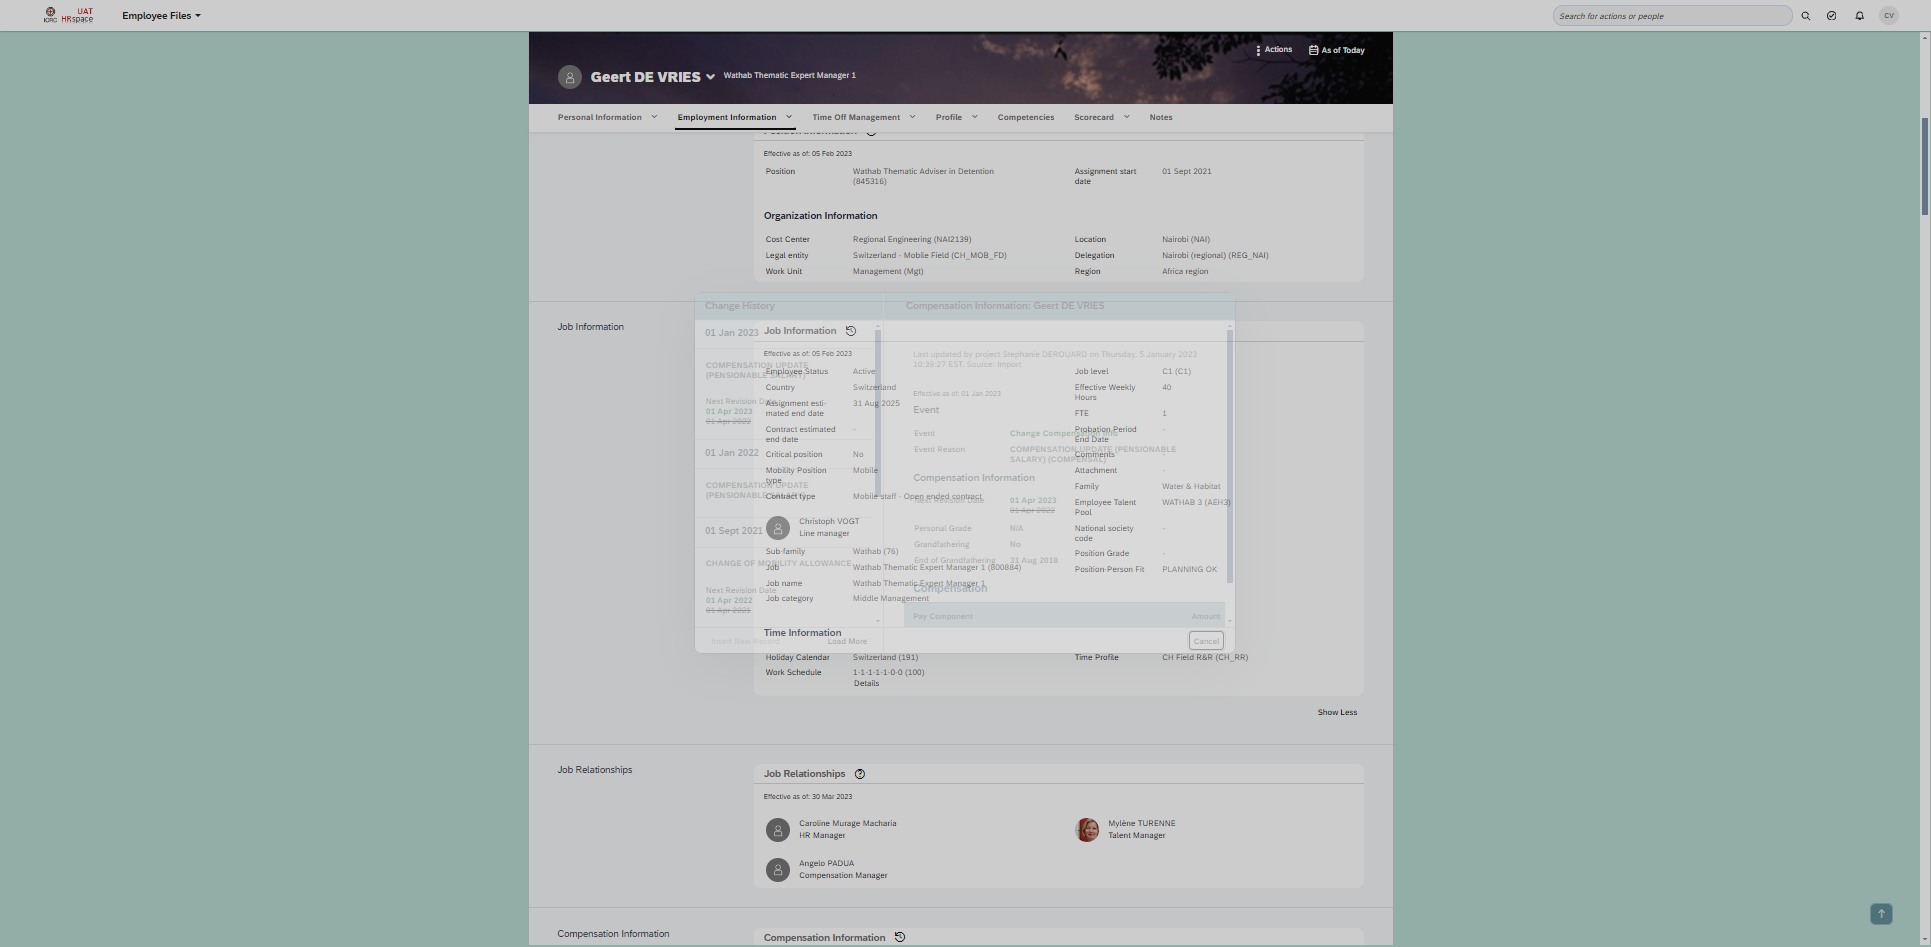 ICRC
UAT
HRspace
Employee Files
Search for actions or people
CV
Actions
As of Today
Geert DE VRIES
Wathab Thematic Expert Manager 1
Personal Information
Employment Information
Time Off Management
Profile
Competencies
Scorecard
Notes
Position Information
Effective as of: 05 Feb 2023
Position
Wathab Thematic Adviser in Detention
(845316)
Assignment start
date
01 Sept 2021
Organization Information
Cost Center
Regional Engineering (NAI2139)
Location
Nairobi (NAI)
Legal entity
Switzerland - Mobile Field (CH_MOB_FD)
Delegation
Nairobi (regional) (REG_NAI)
Work Unit
Management (Mgt)
Region
Africa region
Job Information
Job Information
Effective as of: 05 Feb 2023
Employee Status
Active
Country
Switzerland
Assignment esti-
mated end date
31 Aug 2025
Contract estimated
end date
-
Critical position
No
Mobility Position
type
Mobile
Contract type
Mobile staff - Open ended contract
Christoph VOGT
Line manager
Sub-family
Wathab (76)
Job
Wathab Thematic Expert Manager 1 (800884)
Job name
Wathab Thematic Expert Manager 1
Job category
Middle Management
Job level
C1 (C1)
Effective Weekly
Hours
40
FTE
1
Probation Period
End Date
-
Comments
-
Attachment
-
Family
Water & Habitat
Employee Talent
Pool
WATHAB 3 (AEH3)
National society
code
-
Position Grade
-
Position-Person Fit
PLANNING OK
Time Information
Holiday Calendar
Switzerland (191)
Time Profile
CH Field R&R (CH_RR)
Work Schedule
1-1-1-1-1-0-0 (100)
Details
Show Less
Change History
01 Jan 2023
COMPENSATION UPDATE
(PENSIONABLE SALARY)
Next Revision Date
01 Apr 2023
01 Apr 2022
01 Jan 2022
COMPENSATION UPDATE
(PENSIONABLE SALARY)
01 Sept 2021
CHANGE OF MOBILITY ALLOWANCE
Next Revision Date
01 Apr 2022
01 Apr 2021
Insert New Record
Load More
Compensation Information: Geert DE VRIES
Last updated by project Stephanie DEROUARD on Thursday, 5 January 2023
10:39:27 EST. Source: Import
Effective as of: 01 Jan 2023
Event
Event
Change Compensation Info
Event Reason
COMPENSATION UPDATE (PENSIONABLE
SALARY) (COMPENSAL)
Compensation Information
Next Revision Date
01 Apr 2023
01 Apr 2022
Personal Grade
N/A
Grandfathering
No
End of Grandfathering
31 Aug 2018
Compensation
Pay Component
Amount
Cancel
Job Relationships
Job Relationships
Effective as of: 30 Mar 2023
Caroline Murage Macharia
HR Manager
Mylène TURENNE
Talent Manager
Angelo PADUA
Compensation Manager
Compensation Information
Compensation Information